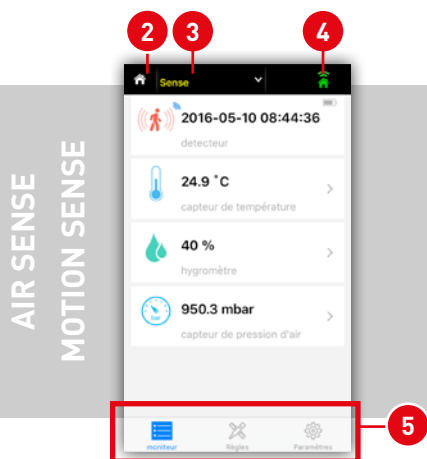 2 3 4
Sense
2016-05-10 08:44:36
detecteur
24.9 °C
capteur de température
40 %
hygromètre
bar
950.3 mbar
capteur de pression d'air
AIR SENSE
MOTION SENSE
moniteur Règles Paramètres
5